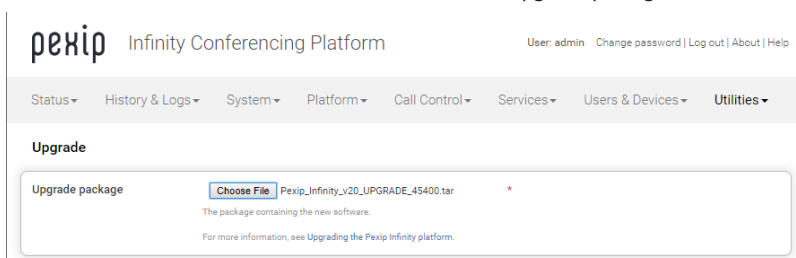 pexip Infinity Conferencing Platform User: admin Change password | Log out | About | Help
Status History & Logs System Platform Call Control Services Users & Devices Utilities
Upgrade
Upgrade package Choose File Pexip_Infinity_v20_UPGRADE_45400.tar *
The package containing the new software.
For more information, see Upgrading the Pexip Infinity platform.